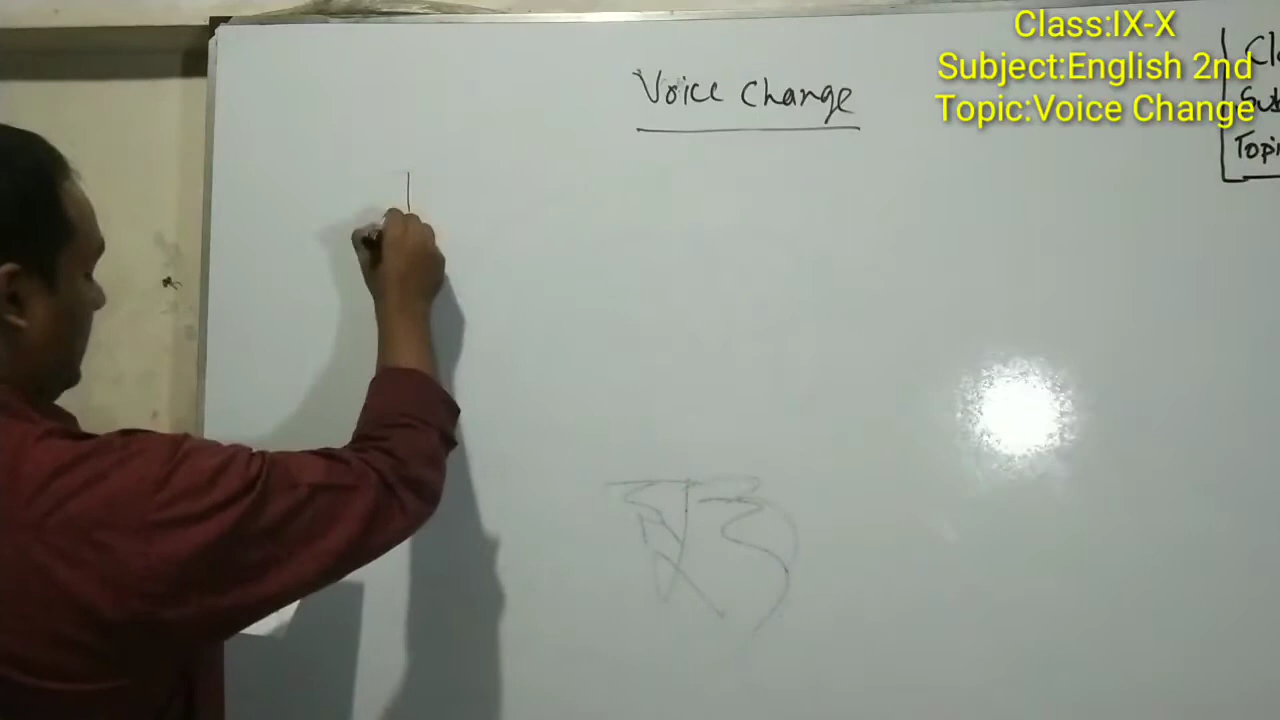 Class:IX-X
Subject:English 2nd
Topic:Voice Change
Voice Change